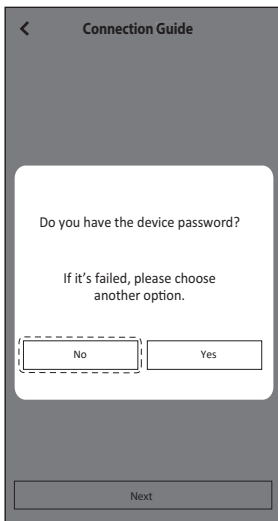 Connection Guide
Do you have the device password?
If it's failed, please choose
another option.
No
Yes
Next